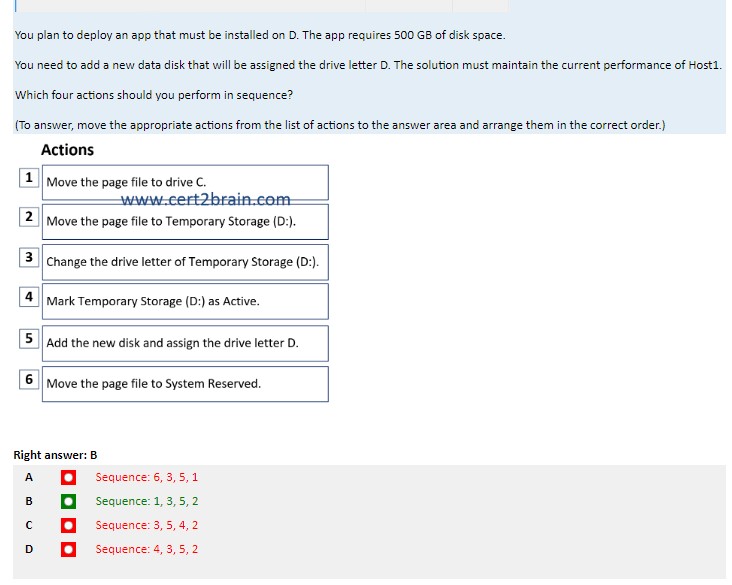 You plan to deploy an app that must be installed on D. The app requires 500 GB of disk space.
You need to add a new data disk that will be assigned the drive letter D. The solution must maintain the current performance of Host1.
Which four actions should you perform in sequence?
(To answer, move the appropriate actions from the list of actions to the answer area and arrange them in the correct order.)
Actions
1 Move the page file to drive C.
www.cert2brain.com
2 Move the page file to Temporary Storage (D:).
3 Change the drive letter of Temporary Storage (D:).
4 Mark Temporary Storage (D:) as Active.
5 Add the new disk and assign the drive letter D.
6 Move the page file to System Reserved.
Right answer: B
A Sequence: 6, 3, 5, 1
B Sequence: 1, 3, 5, 2
C Sequence: 3, 5, 4, 2
D Sequence: 4, 3, 5, 2